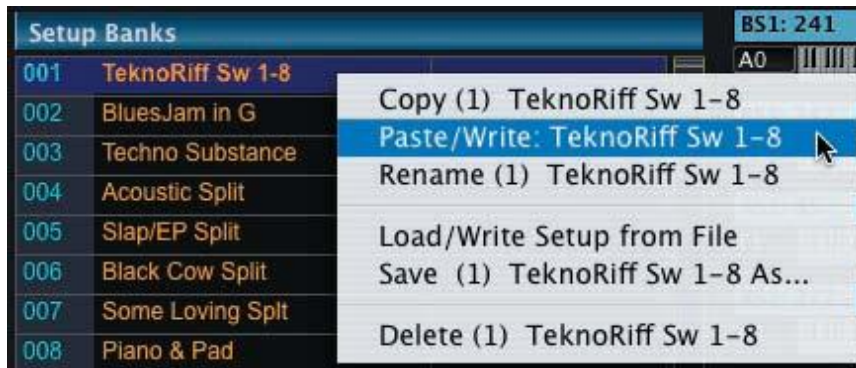 Setup Banks
BS1: 241
A0
001 TeknoRiff Sw 1-8
002 BluesJam in G
003 Techno Substance
004 Acoustic Split
005 Slap/EP Split
006 Black Cow Split
007 Some Loving Splt
008 Piano & Pad
Copy (1) TeknoRiff Sw 1-8
Paste/Write: TeknoRiff Sw 1-8
Rename (1) TeknoRiff Sw 1-8
Load/Write Setup from File
Save (1) TeknoRiff Sw 1-8 As...
Delete (1) TeknoRiff Sw 1-8